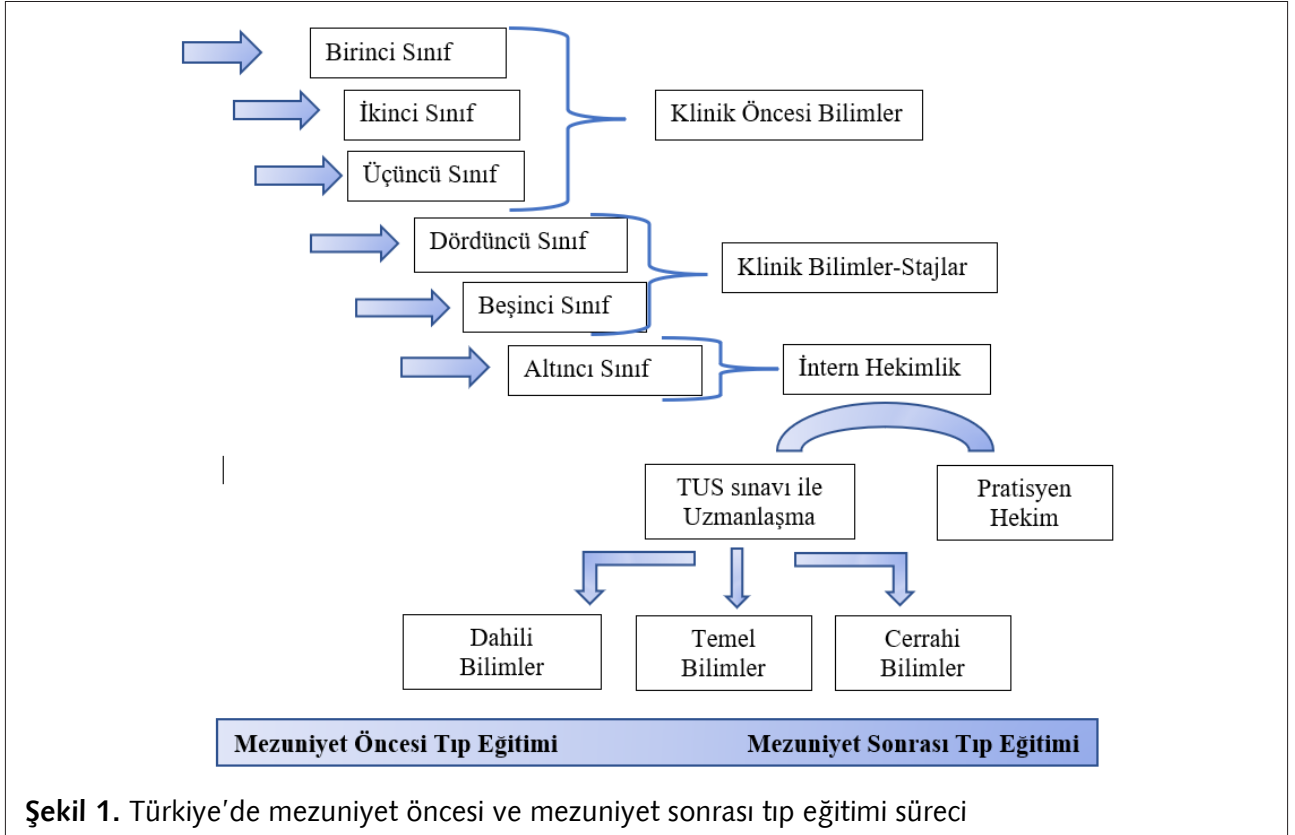 Birinci Sınıf
İkinci Sınıf
Klinik Öncesi Bilimler
Üçüncü Sınıf
Dördüncü Sınıf
Klinik Bilimler-Stajlar
Beşinci Sınıf
Altıncı Sınıf
İntern Hekimlik
TUS sınavı ile
Uzmanlaşma
Pratisyen
Hekim
Dahili
Bilimler
Temel
Bilimler
Cerrahi
Bilimler
Mezuniyet Öncesi Tıp Eğitimi
Mezuniyet Sonrası Tıp Eğitimi
Şekil 1. Türkiye'de mezuniyet öncesi ve mezuniyet sonrası tıp eğitimi süreci